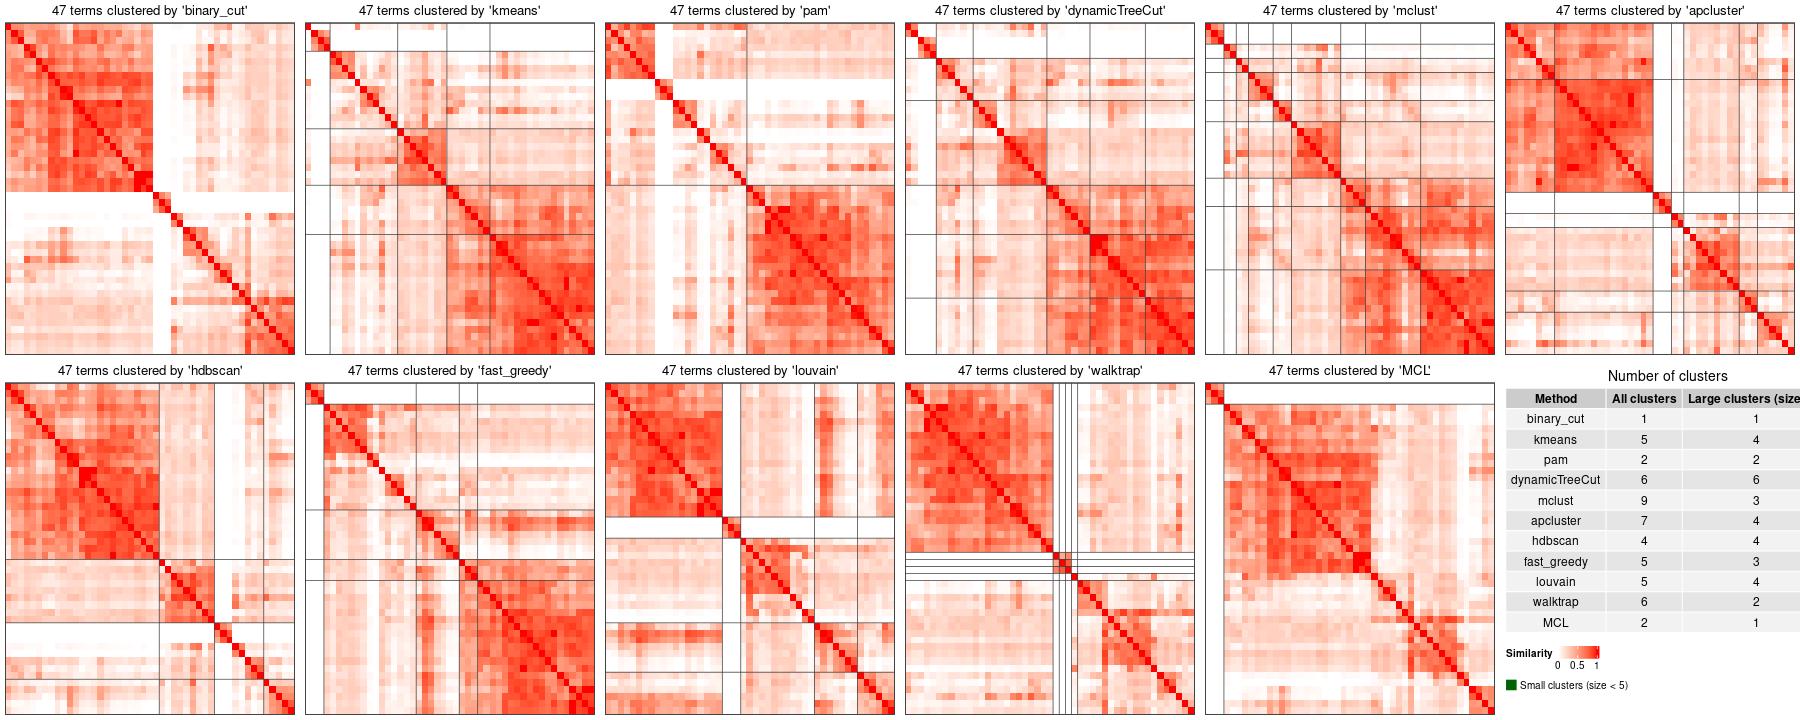 47 terms clustered by 'binary_cut'
47 terms clustered by 'kmeans'
47 terms clustered by 'pam'
47 terms clustered by 'dynamicTreeCut'
47 terms clustered by 'mclust'
47 terms clustered by 'apcluster'
47 terms clustered by 'hdbscan'
47 terms clustered by 'fast_greedy'
47 terms clustered by 'louvain'
47 terms clustered by 'walktrap'
47 terms clustered by 'MCL'
Number of clusters
Method All clusters Large clusters (size
binary_cut 1 1
kmeans 5 4
pam 2 2
dynamicTreeCut 6 6
mclust 9 3
apcluster 7 4
hdbscan 4 4
fast_greedy 5 3
louvain 5 4
walktrap 6 2
MCL 2 1
Similarity
0 0.5 1
Small clusters (size < 5)